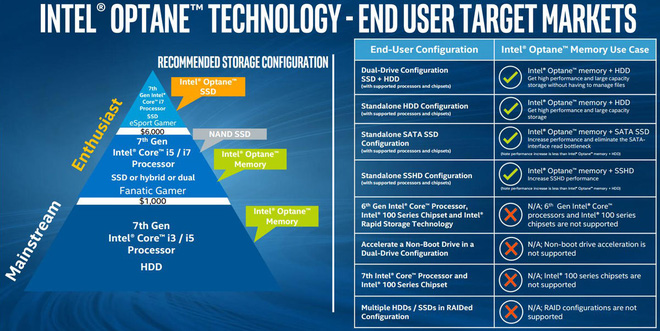 INTEL® OPTANE™ TECHNOLOGY - END USER TARGET MARKETS
RECOMMENDED STORAGE CONFIGURATION
Enthusiast
Mainstream
7th
Gen Intel®
Core™ i7
Processor
SSD
eSport Gamer
$6,000
7th Gen
Intel® Core™ i5 / i7
Processor
SSD or hybrid or dual
Fanatic Gamer
$1,000
7th Gen
Intel® Core™ i3 / i5
Processor
HDD
Intel® Optane™
SSD
NAND SSD
Intel® Optane™
Memory
Intel® Optane™
Memory
End-User Configuration
Intel® Optane™ Memory Use Case
Dual-Drive Configuration
SSD + HDD
(with supported processors and chipsets)
Intel® Optane™ memory + HDD
Get high performance and large capacity
storage without having to manage files
Standalone HDD Configuration
(with supported processors and chipsets)
Intel® Optane™ memory + HDD
Get high performance and large capacity
storage
Standalone SATA SSD
Configuration
(with supported processors and chipsets)
Intel® Optane™ memory + SATA SSD
Increase performance and eliminate the SATA-
interface read bottleneck
(Note performance increase is less than Intel® Optane™ memory + HDD)
Standalone SSHD Configuration
(with supported processors and chipsets)
Intel® Optane™ memory + SSHD
Increase SSHD performance
(Note performance increase is less than Intel® Optane™ memory + HDD)
6th Gen Intel® Core™ Processor,
Intel® 100 Series Chipset and Intel®
Rapid Storage Technology
N/A; 6th Gen Intel® Core™
processors and Intel® 100 series
chipsets are not supported
Accelerate a Non-Boot Drive in a
Dual-Drive Configuration
N/A; Non-boot drive acceleration is
not supported
7th Intel® Core™ Processor and
Intel® 100 Series Chipset
N/A; Intel® 100 series chipsets are
not supported
Multiple HDDs / SSDs in RAIDed
Configuration
N/A; RAID configurations are not
supported